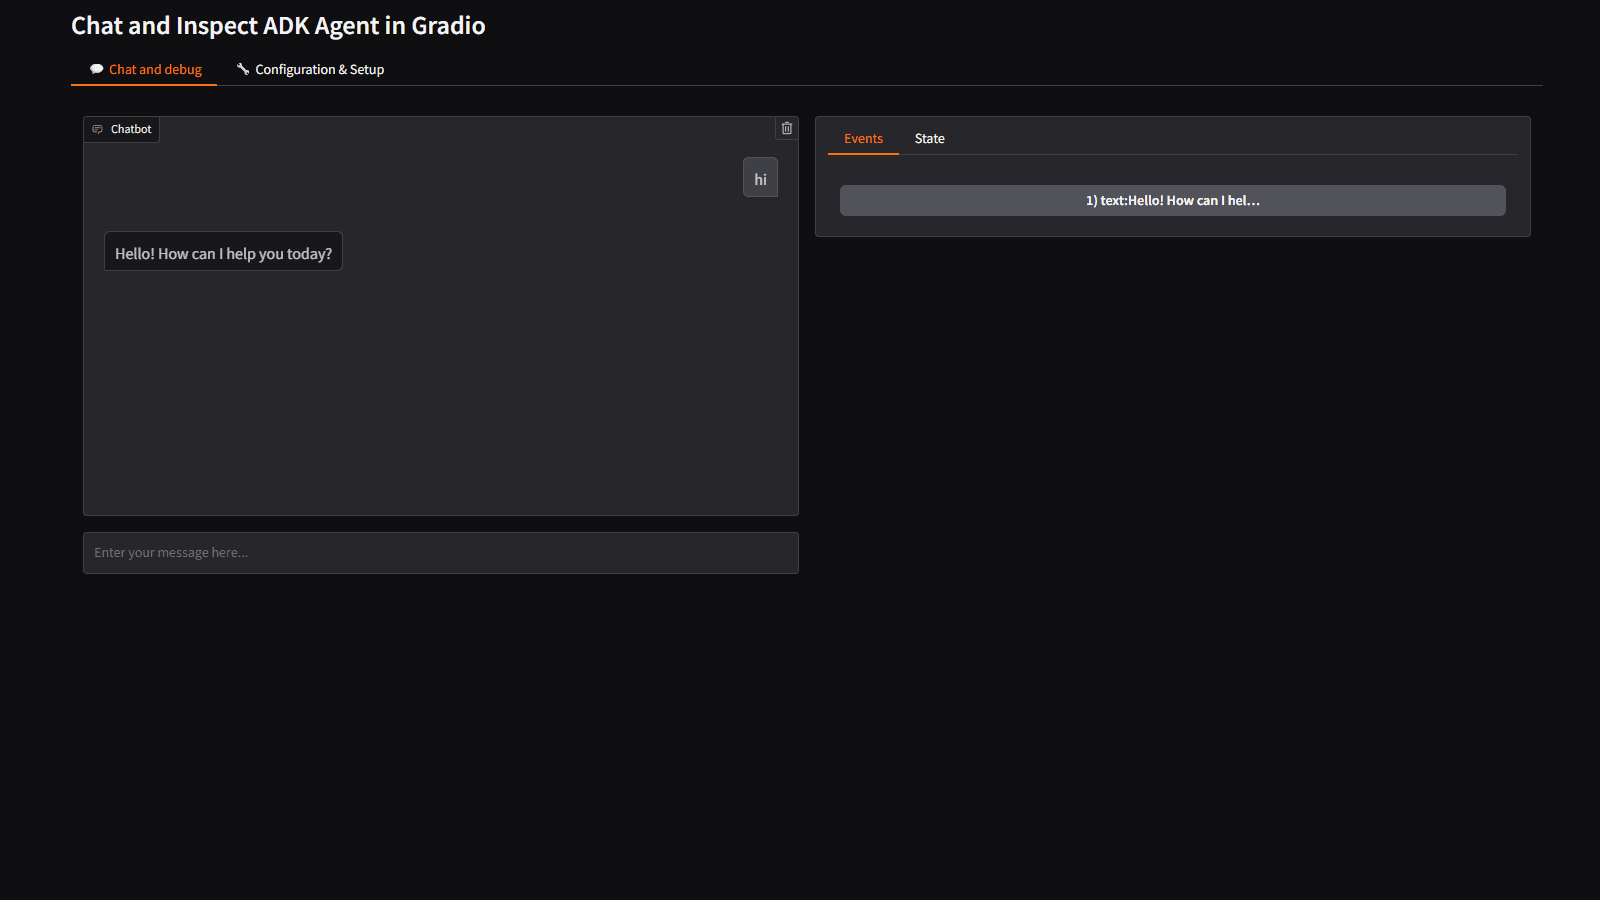 Chat and Inspect ADK Agent in Gradio
Chat and debug
Configuration & Setup
Chatbot
hi
Hello! How can I help you today?
Enter your message here...
Events
State
1) text:Hello! How can I hel...